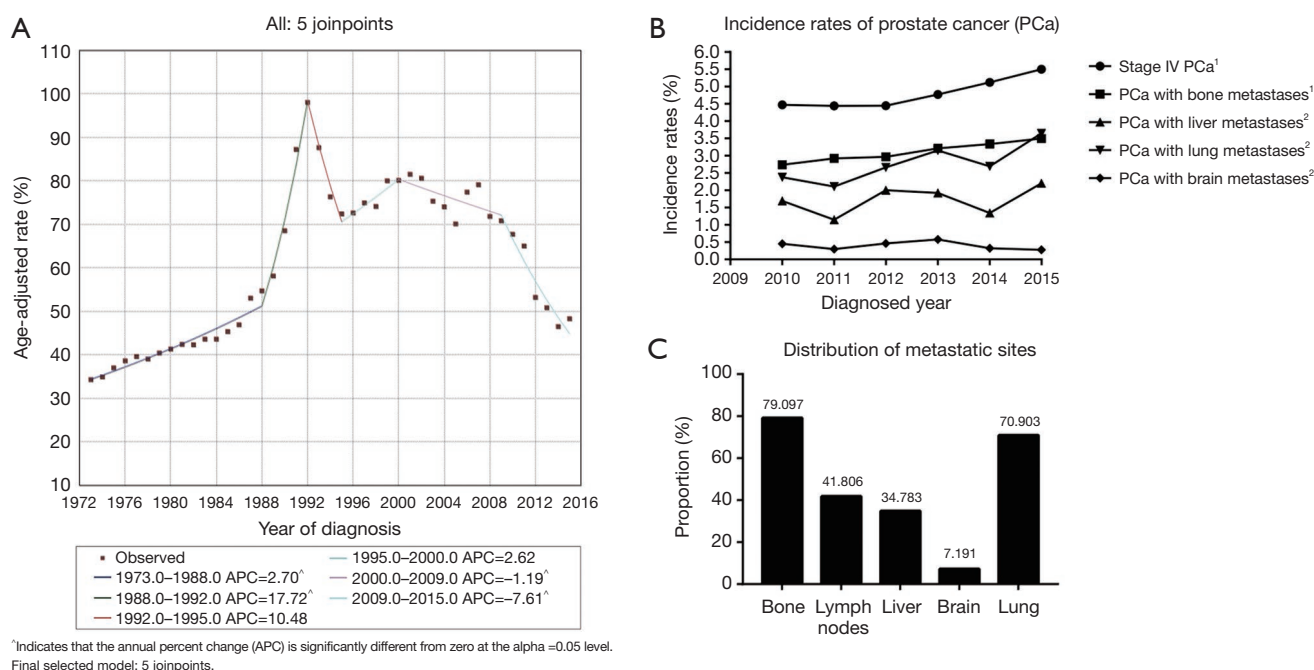 A
All: 5 joinpoints
110
100
90
80
70
60
50
40
30
20
10
Age-adjusted rate (%)
1972 1976 1980 1984 1988 1992 1996 2000 2004 2008 2012 2016
Year of diagnosis
Observed
1973.0–1988.0 APC=2.70^
1988.0–1992.0 APC=17.72^
1992.0–1995.0 APC=10.48
1995.0–2000.0 APC=2.62
2000.0–2009.0 APC=–1.19^
2009.0–2015.0 APC=–7.61^
^Indicates that the annual percent change (APC) is significantly different from zero at the alpha =0.05 level.
Final selected model: 5 joinpoints.
B
Incidence rates of prostate cancer (PCa)
6.0
5.5
5.0
4.5
4.0
3.5
3.0
2.5
2.0
1.5
1.0
0.5
0.0
Incidence rates (%)
2009 2010 2011 2012 2013 2014 2015
Diagnosed year
Stage IV PCa¹
PCa with bone metastases¹
PCa with liver metastases²
PCa with lung metastases²
PCa with brain metastases²
C
Distribution of metastatic sites
100
80
60
40
20
0
Proportion (%)
79.097
41.806
34.783
7.191
70.903
Bone Lymph Liver Brain Lung
nodes